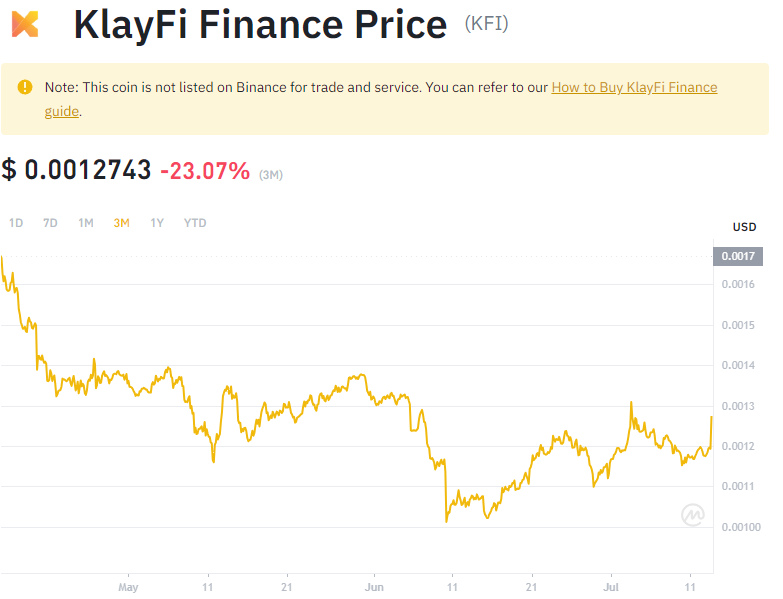 KlayFi Finance Price (KFI)
Note: This coin is not listed on Binance for trade and service. You can refer to our How to Buy KlayFi Finance
guide.
$ 0.0012743 -23.07% (3M)
1D 7D 1M 3M 1Y YTD
USD
0.0017
0.0016
0.0015
0.0014
0.0013
0.0012
0.0011
0.00100
May 11 21 Jun 11 21 Jul 11